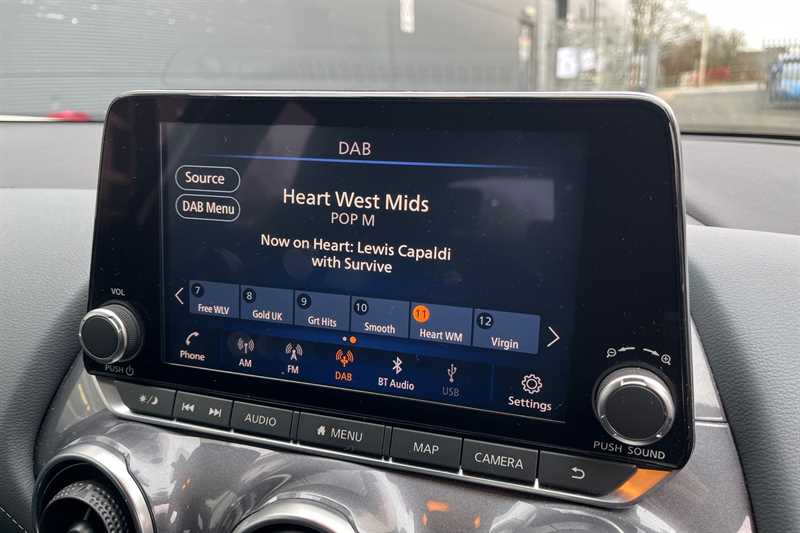 DAB
Source
DAB Menu
Heart West Mids
POP M
Now on Heart: Lewis Capaldi
with Survive
7
Free WLV
8
Gold UK
9
Grt Hits
10
Smooth
11
Heart WM
12
Virgin
Phone
AM
FM
DAB
BT Audio
USB
Settings
VOL
PUSH
PUSH SOUND
AUDIO
MENU
MAP
CAMERA